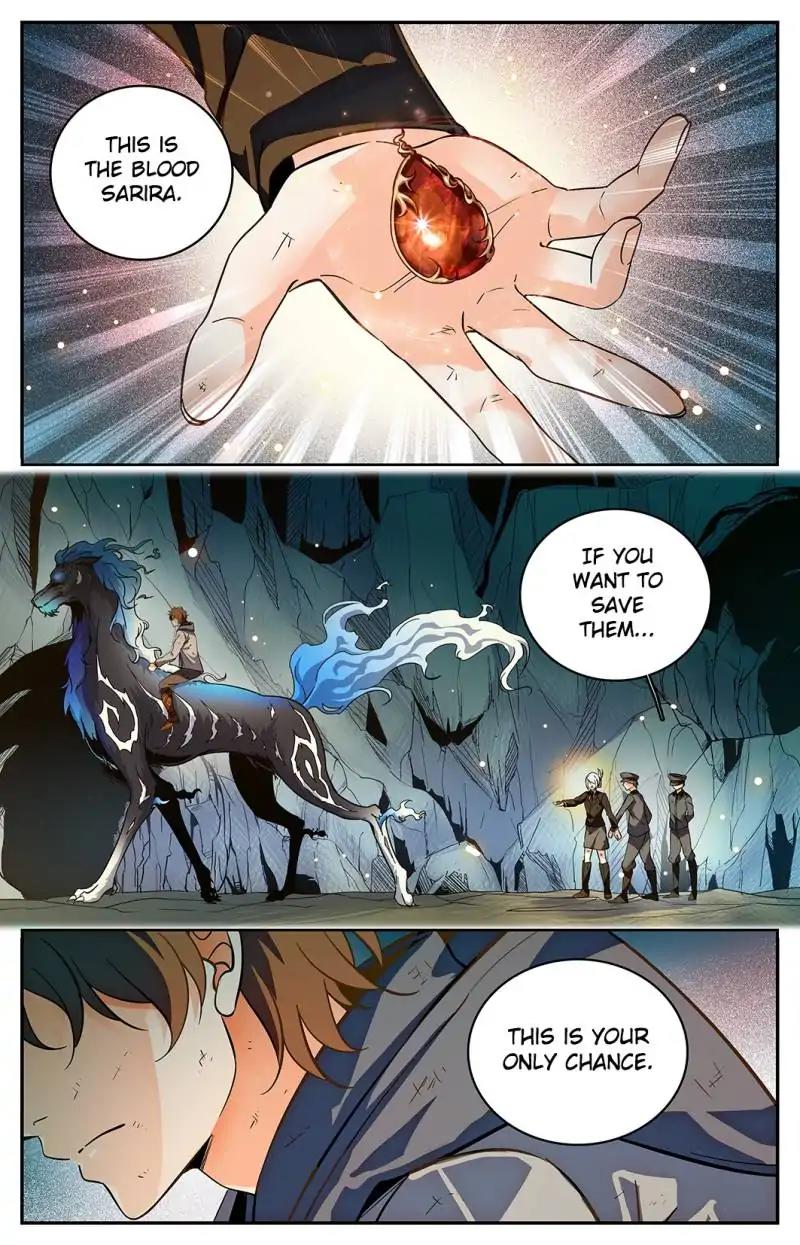 THIS IS
THE BLOOD
SARIRA.
IF YOU
WANT TO
SAVE
THEM...
THIS IS YOUR
ONLY CHANCE.